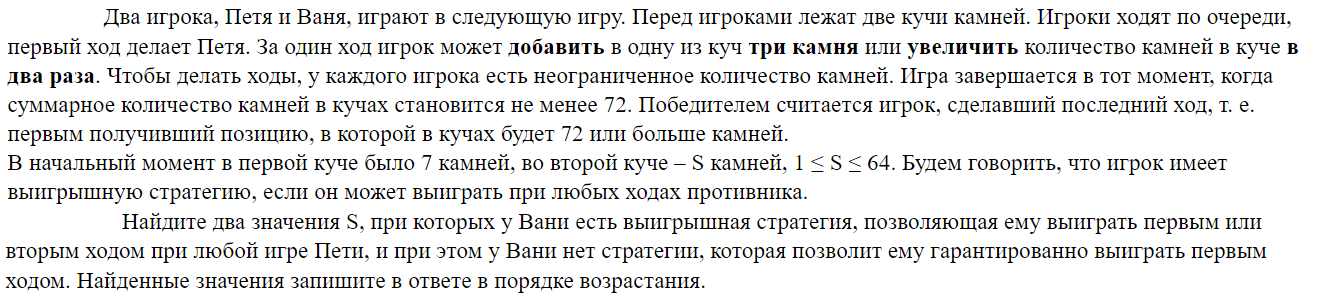 Два игрока, Петя и Ваня, играют в следующую игру. Перед игроками лежат две кучи камней. Игроки ходят по очереди,
первый ход делает Петя. За один ход игрок может добавить в одну из куч три камня или увеличить количество камней в куче в
два раза. Чтобы делать ходы, у каждого игрока есть неограниченное количество камней. Игра завершается в тот момент, когда
суммарное количество камней в кучах становится не менее 72. Победителем считается игрок, сделавший последний ход, т. е.
первым получивший позицию, в которой в кучах будет 72 или больше камней.
В начальный момент в первой куче было 7 камней, во второй куче – S камней, 1 ≤ S ≤ 64. Будем говорить, что игрок имеет
выигрышную стратегию, если он может выиграть при любых ходах противника.
Найдите два значения S, при которых у Вани есть выигрышная стратегия, позволяющая ему выиграть первым или
вторым ходом при любой игре Пети, и при этом у Вани нет стратегии, которая позволит ему гарантированно выиграть первым
ходом. Найденные значения запишите в ответе в порядке возрастания.